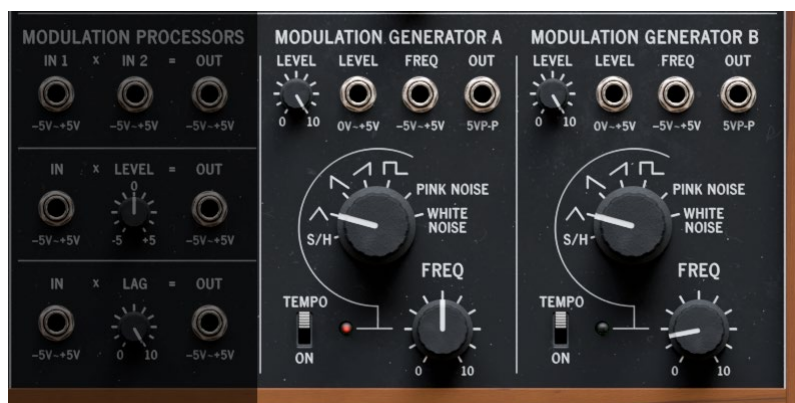 MODULATION PROCESSORS
IN 1 x IN 2 = OUT
-5V~+5V -5V~+5V -5V~+5V
IN x LEVEL = OUT
0
-5V~+5V -5 +5 -5V~+5V
IN x LAG = OUT
-5V~+5V 0 10 -5V~+5V
MODULATION GENERATOR A
LEVEL LEVEL FREQ OUT
0 10 0V~+5V -5V~+5V 5VP-P
PINK NOISE
WHITE
NOISE
S/H
FREQ
TEMPO
ON
0 10
MODULATION GENERATOR B
LEVEL LEVEL FREQ OUT
0 10 0V~+5V -5V~+5V 5VP-P
PINK NOISE
WHITE
NOISE
S/H
FREQ
TEMPO
ON
0 10